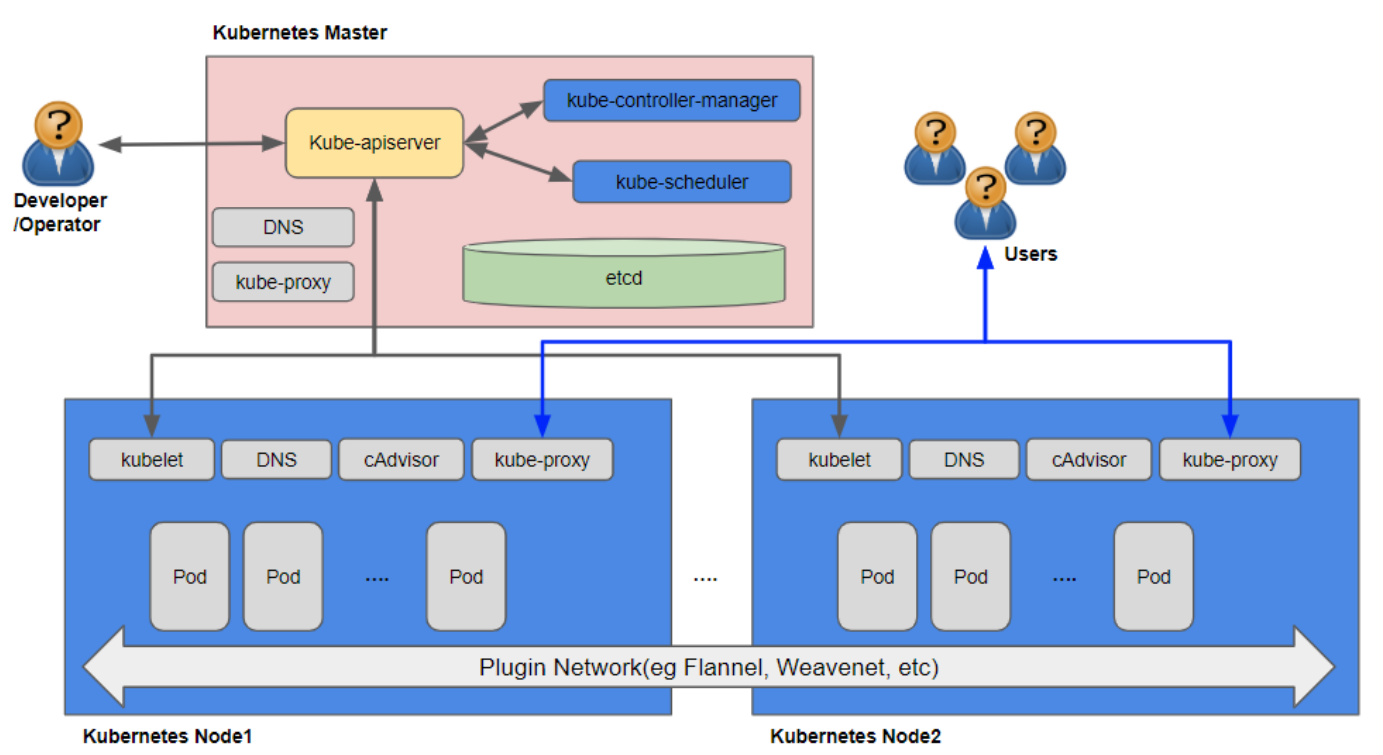 Kubernetes Master
kube-controller-manager
Kube-apiserver
kube-scheduler
DNS
kube-proxy
etcd
Developer
/Operator
Users
?
?
?
?
kubelet
DNS
cAdvisor
kube-proxy
kubelet
DNS
cAdvisor
kube-proxy
Pod
Pod
....
Pod
....
Pod
Pod
....
Pod
Plugin Network(eg Flannel, Weavenet, etc)
Kubernetes Node1
Kubernetes Node2